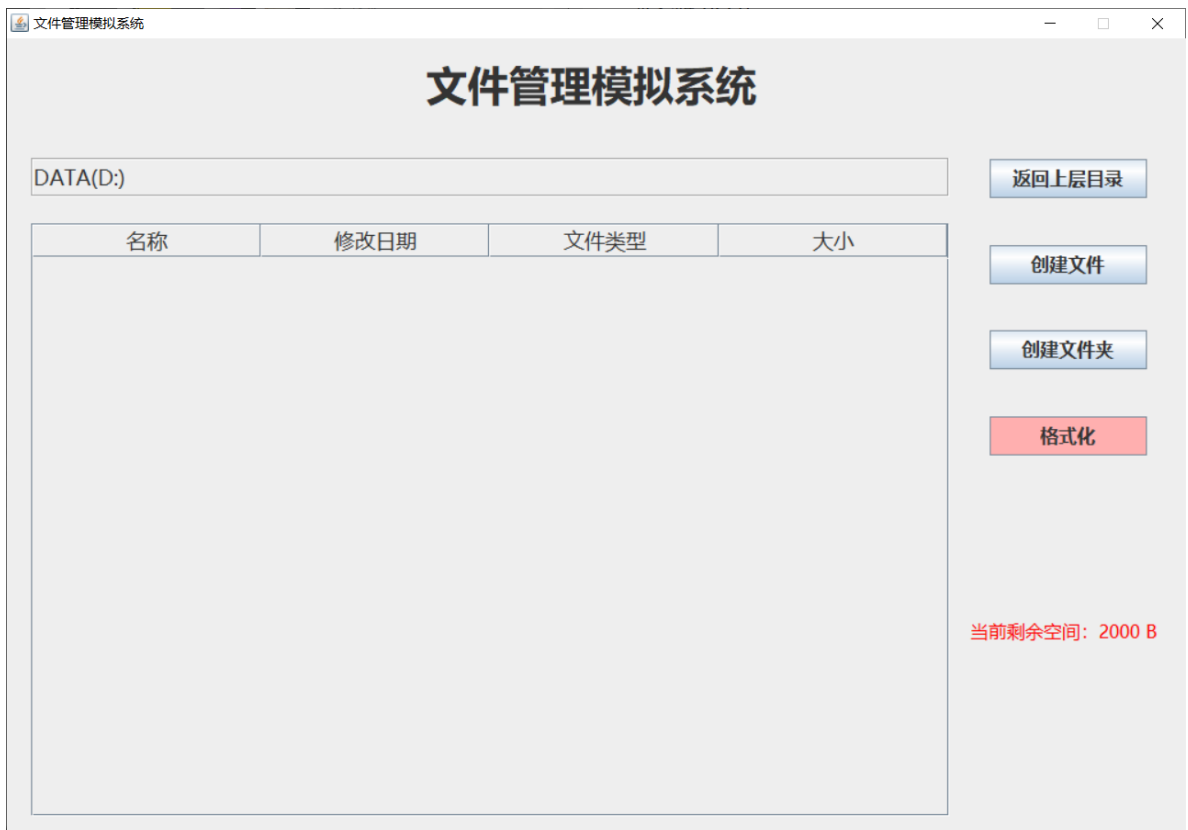 文件管理模拟系统
文件管理模拟系统
DATA(D:)
返回上层目录
名称 修改日期 文件类型 大小
创建文件
创建文件夹
格式化
当前剩余空间：2000 B